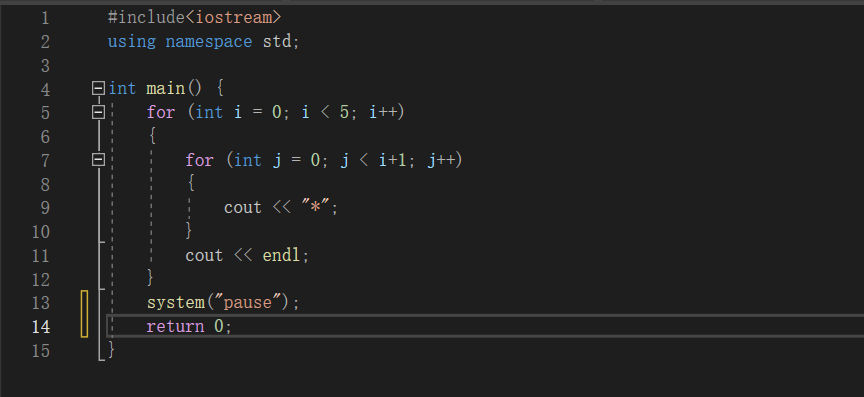 1 #include<iostream>
2 using namespace std;
3
4 int main() {
5 for (int i = 0; i < 5; i++)
6 {
7 for (int j = 0; j < i+1; j++)
8 {
9 cout << "*";
10 }
11 cout << endl;
12 }
13 system("pause");
14 return 0;
15 }